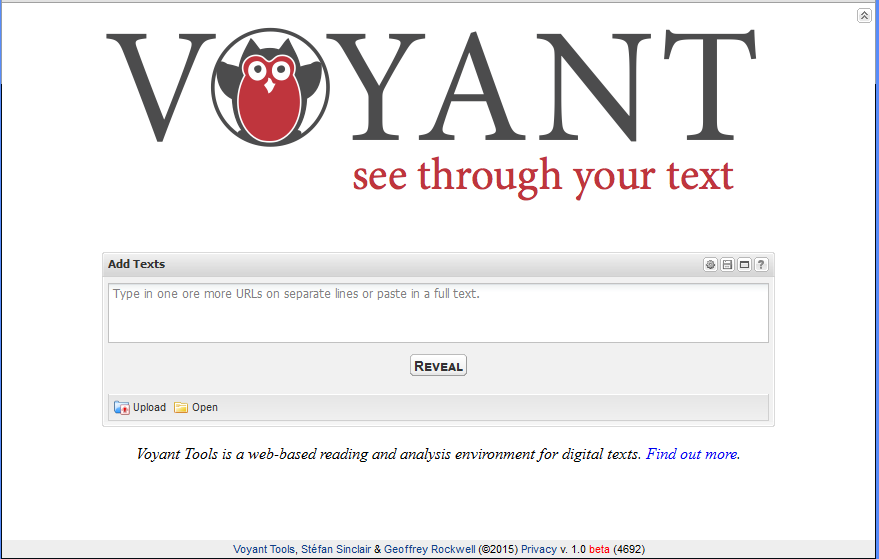 VOYANT
see through your text
Add Texts
Type in one ore more URLs on separate lines or paste in a full text.
REVEAL
Upload Open
Voyant Tools is a web-based reading and analysis environment for digital texts. Find out more.
Voyant Tools, Stéfan Sinclair & Geoffrey Rockwell (©2015) Privacy v. 1.0 beta (4692)